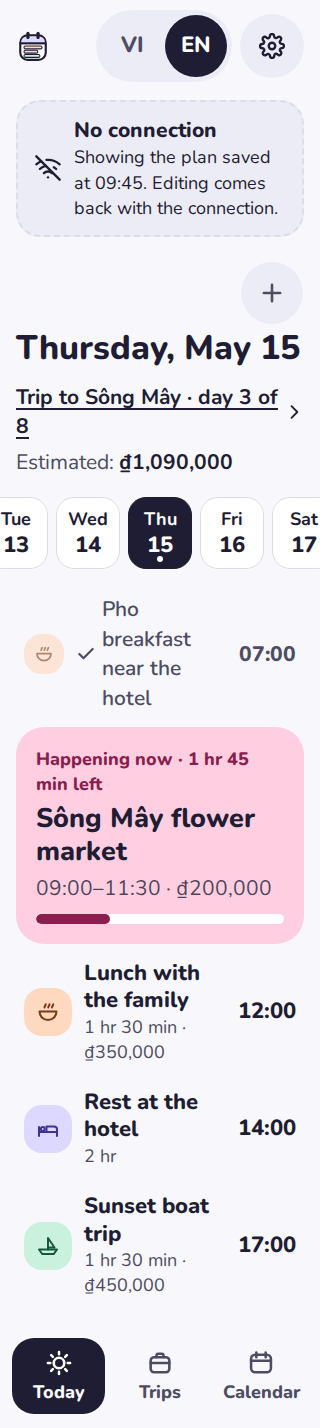 VI
EN
No connection
Showing the plan saved
at 09:45. Editing comes
back with the connection.
Thursday, May 15
Trip to Sông Mây · day 3 of
8
Estimated: ₫1,090,000
Tue
13
Wed
14
Thu
15
Fri
16
Sat
17
Pho
breakfast
near the
hotel
07:00
Happening now · 1 hr 45
min left
Sông Mây flower
market
09:00–11:30 · ₫200,000
Lunch with
the family
1 hr 30 min ·
₫350,000
12:00
Rest at the
hotel
2 hr
14:00
Sunset boat
trip
1 hr 30 min ·
₫450,000
17:00
Today
Trips
Calendar